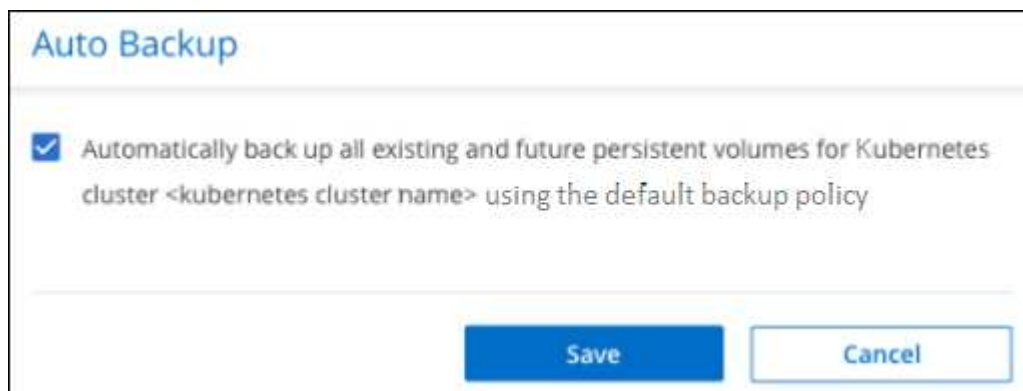 Auto Backup
Automatically back up all existing and future persistent volumes for Kubernetes
cluster <kubernetes cluster name> using the default backup policy
Save
Cancel